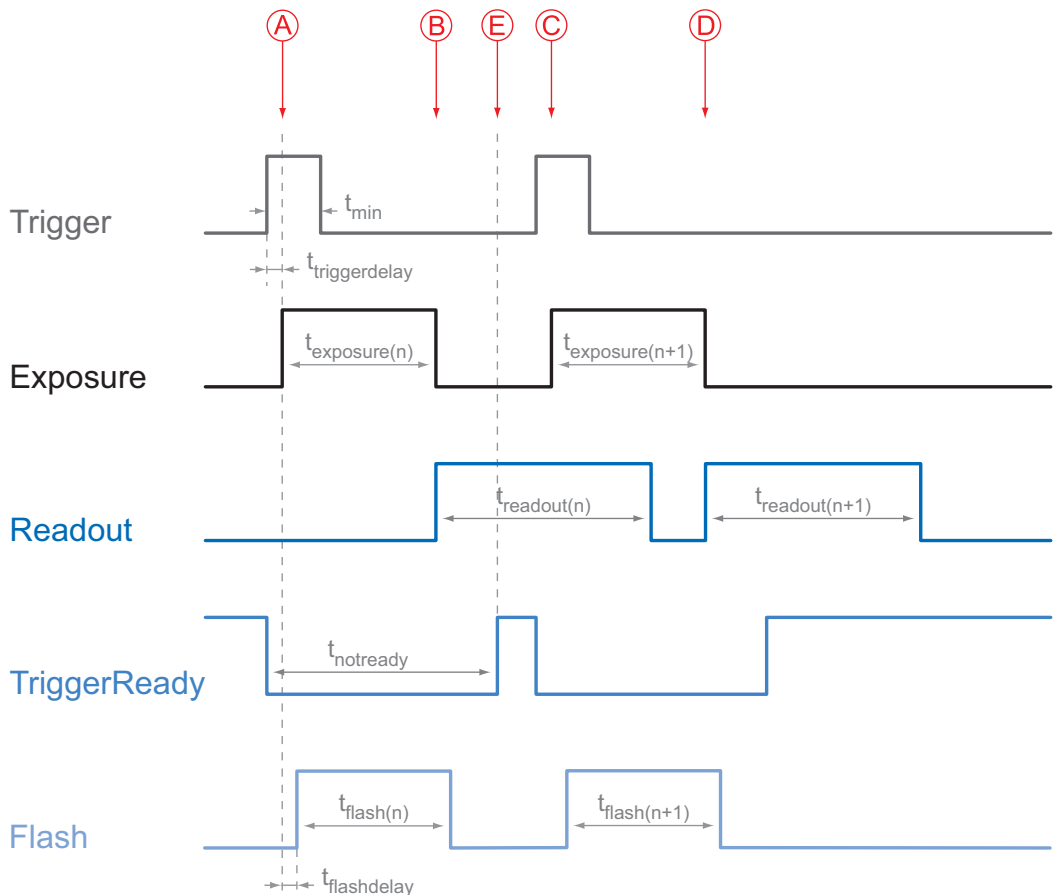 A B E C D
Trigger
tmin
ttriggerdelay
Exposure
texposure(n) texposure(n+1)
Readout
treadout(n) treadout(n+1)
TriggerReady
tnotready
Flash
tflash(n) tflash(n+1)
tflashdelay